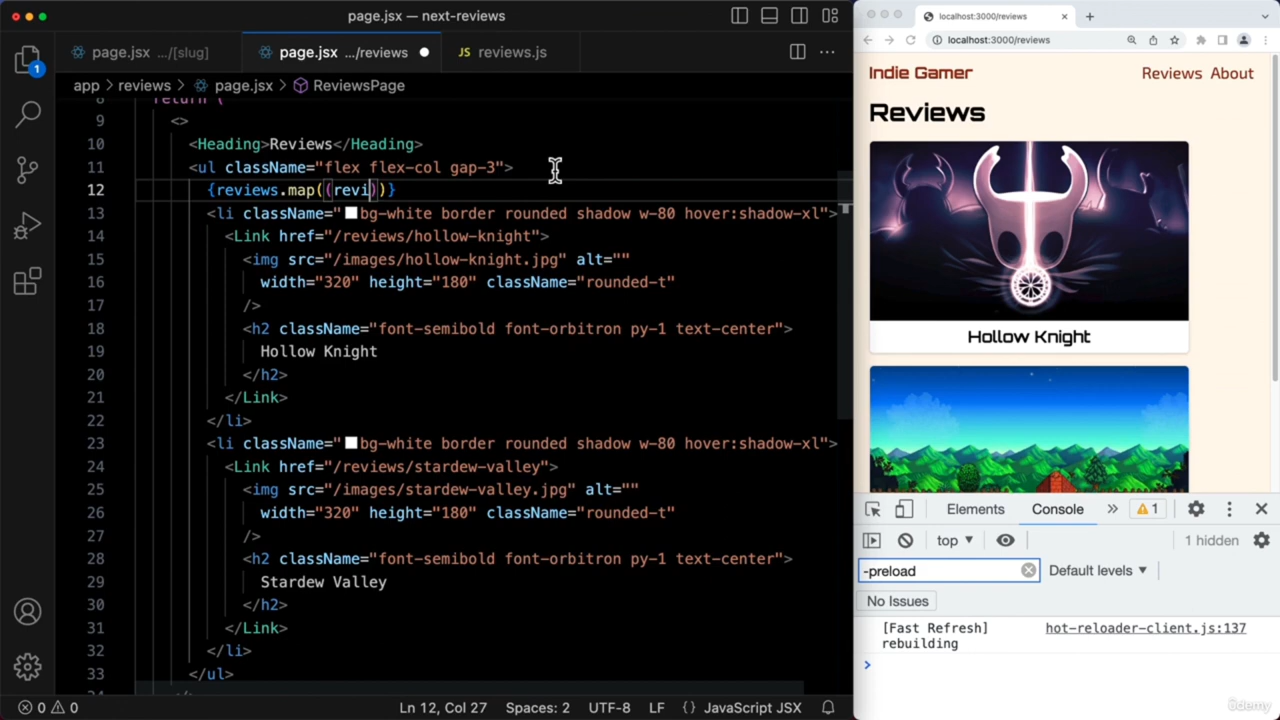 page.jsx — next-reviews
page.jsx .../[slug]
page.jsx .../reviews
JS reviews.js
1
app > reviews > page.jsx > ReviewsPage
8 return (
9 <>
10 <Heading>Reviews</Heading>
11 <ul className="flex flex-col gap-3">
12 {reviews.map((revi))}
13 <li className="bg-white border rounded shadow w-80 hover:shadow-xl">
14 <Link href="/reviews/hollow-knight">
15 <img src="/images/hollow-knight.jpg" alt=""
16 width="320" height="180" className="rounded-t"
17 />
18 <h2 className="font-semibold font-orbitron py-1 text-center">
19 Hollow Knight
20 </h2>
21 </Link>
22 </li>
23 <li className="bg-white border rounded shadow w-80 hover:shadow-xl">
24 <Link href="/reviews/stardew-valley">
25 <img src="/images/stardew-valley.jpg" alt=""
26 width="320" height="180" className="rounded-t"
27 />
28 <h2 className="font-semibold font-orbitron py-1 text-center">
29 Stardew Valley
30 </h2>
31 </Link>
32 </li>
33 </ul>
34 </>
0 0
Ln 12, Col 27
Spaces: 2
UTF-8
LF
{} JavaScript JSX
localhost:3000/reviews
localhost:3000/reviews
Indie Gamer
Reviews About
Reviews
Hollow Knight
Elements
Console
1
top
1 hidden
-preload
Default levels
No Issues
[Fast Refresh] hot-reloader-client.js:137
rebuilding
ûdemy